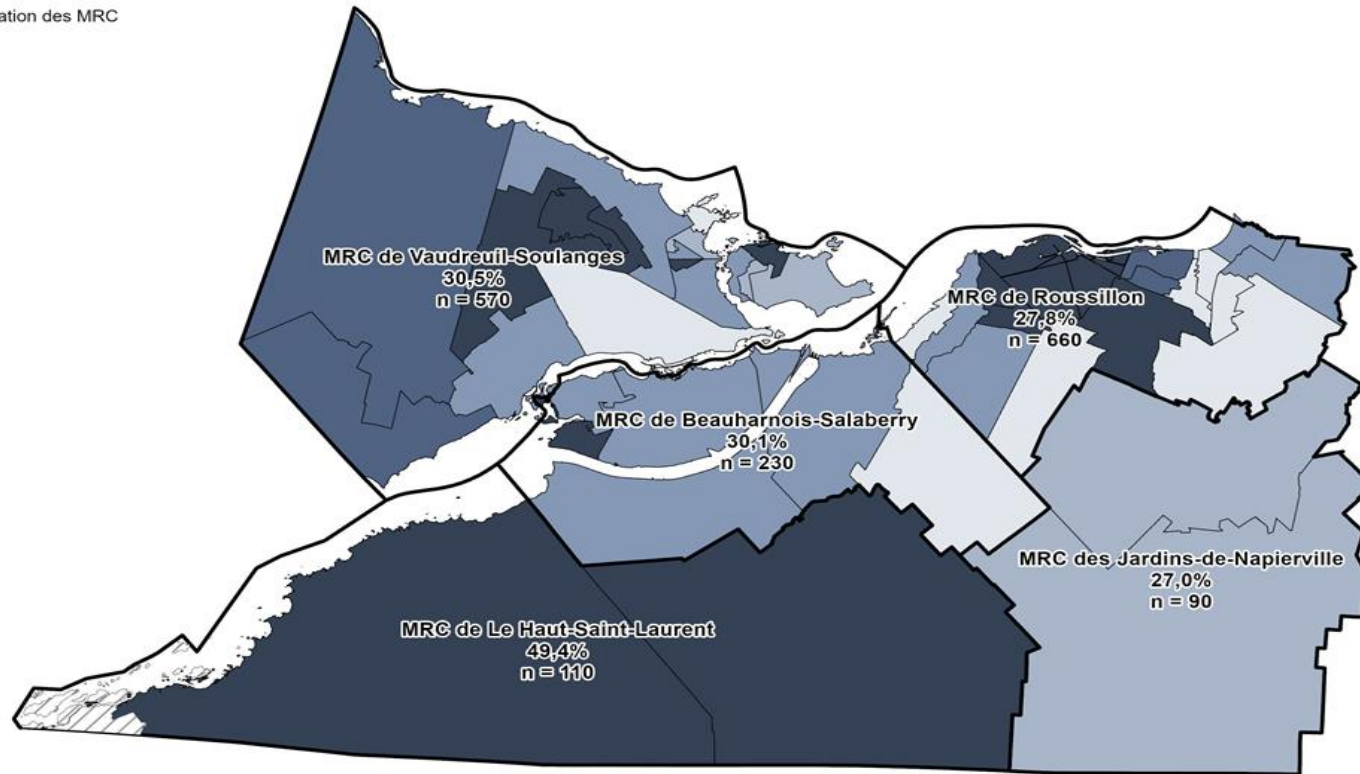 ation des MRC
MRC de Vaudreuil-Soulanges
30,5%
n = 570
MRC de Roussillon
27,8%
n = 660
MRC de Beauharnois-Salaberry
30,1%
n = 230
MRC des Jardins-de-Napierville
27,0%
n = 90
MRC de Le Haut-Saint-Laurent
49,4%
n = 110